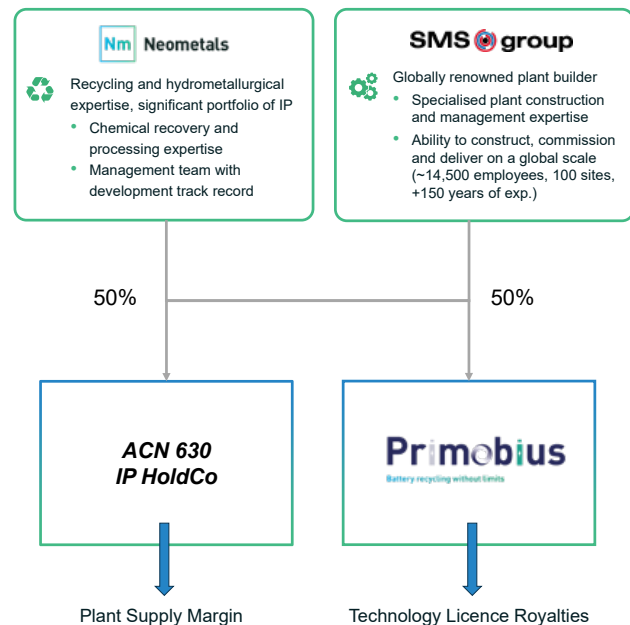 Nm Neometals
Recycling and hydrometallurgical
expertise, significant portfolio of IP
• Chemical recovery and
processing expertise
• Management team with
development track record
SMS group
Globally renowned plant builder
• Specialised plant construction
and management expertise
• Ability to construct, commission
and deliver on a global scale
(~14,500 employees, 100 sites,
+150 years of exp.)
50%
50%
ACN 630
IP HoldCo
Primobius
Battery recycling without limits
Plant Supply Margin
Technology Licence Royalties